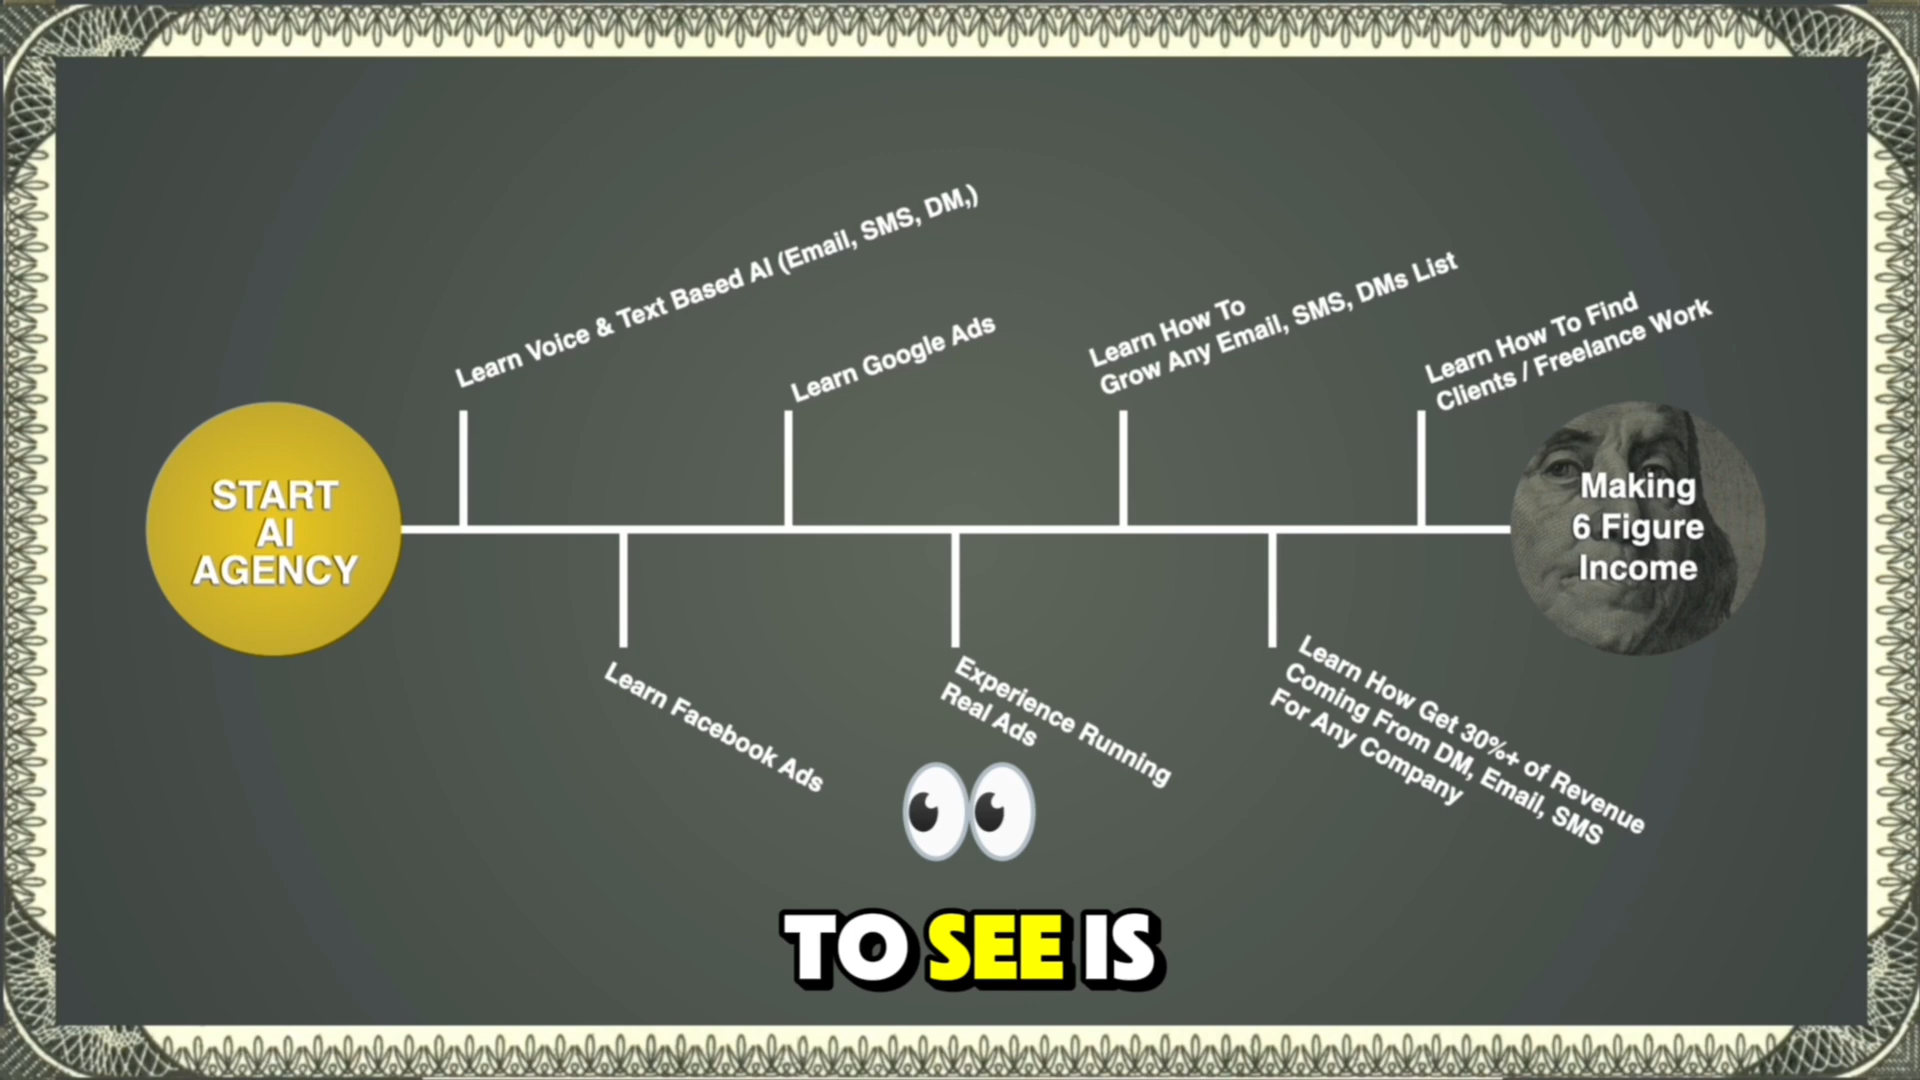 START
AI
AGENCY
Learn Voice & Text Based AI (Email, SMS, DM,)
Learn Facebook Ads
Learn Google Ads
Experience Running
Real Ads
Learn How To
Grow Any Email, SMS, DMs List
Learn How Get 30%+ of Revenue
Coming From DM, Email, SMS
For Any Company
Learn How To Find
Clients / Freelance Work
Making
6 Figure
Income
TO SEE IS